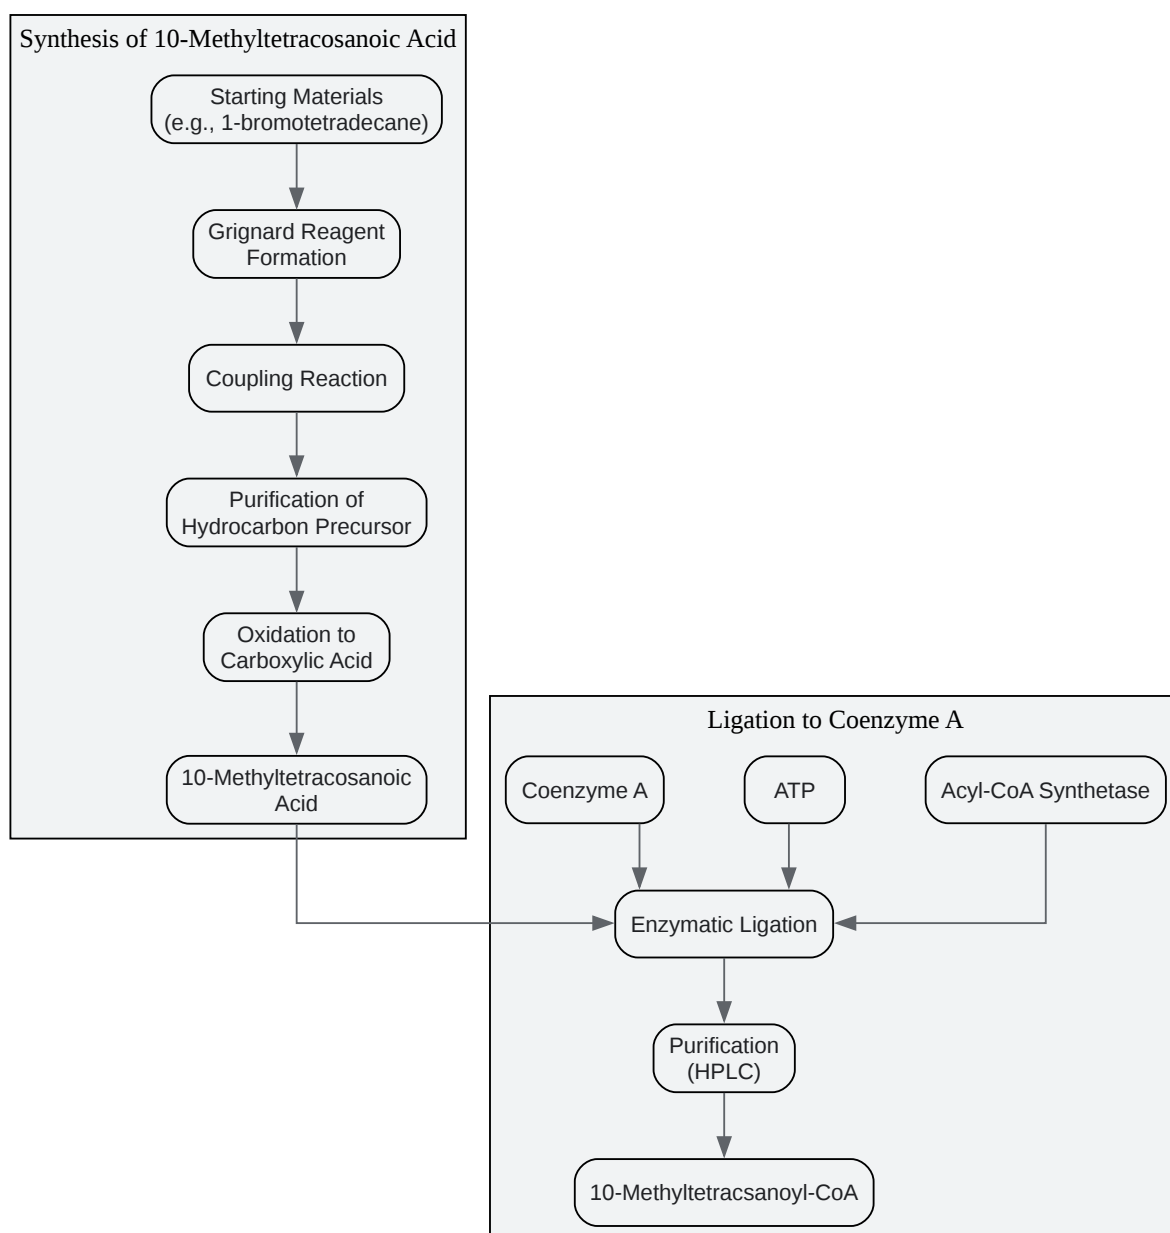 Synthesis of 10-Methyltetracosanoic Acid
Starting Materials
(e.g., 1-bromotetradecane)
Grignard Reagent
Formation
Coupling Reaction
Purification of
Hydrocarbon Precursor
Oxidation to
Carboxylic Acid
10-Methyltetracosanoic
Acid
Ligation to Coenzyme A
Coenzyme A
ATP
Acyl-CoA Synthetase
Enzymatic Ligation
Purification
(HPLC)
10-Methyltetracsanoyl-CoA